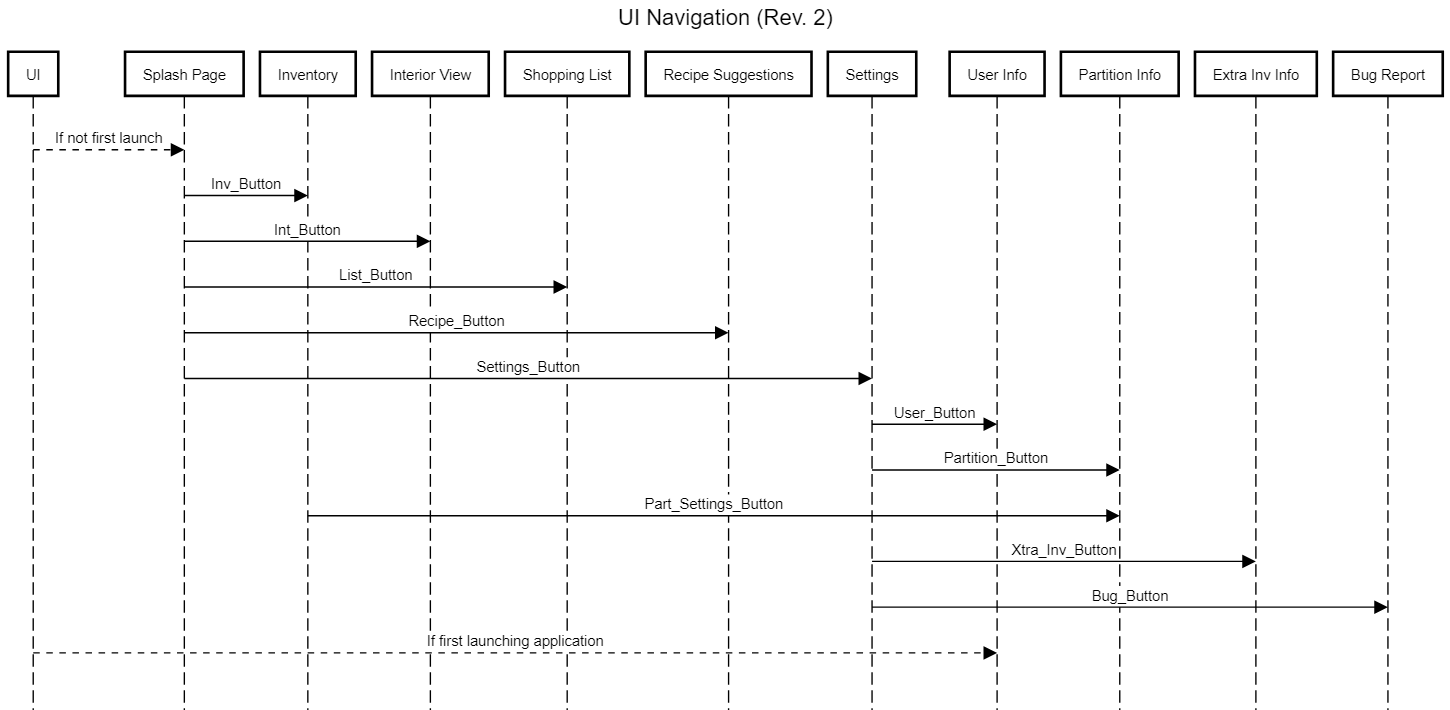 UI Navigation (Rev. 2)
UI
Splash Page
Inventory
Interior View
Shopping List
Recipe Suggestions
Settings
User Info
Partition Info
Extra Inv Info
Bug Report
If not first launch
Inv_Button
Int_Button
List_Button
Recipe_Button
Settings_Button
User_Button
Partition_Button
Part_Settings_Button
Xtra_Inv_Button
Bug_Button
If first launching application